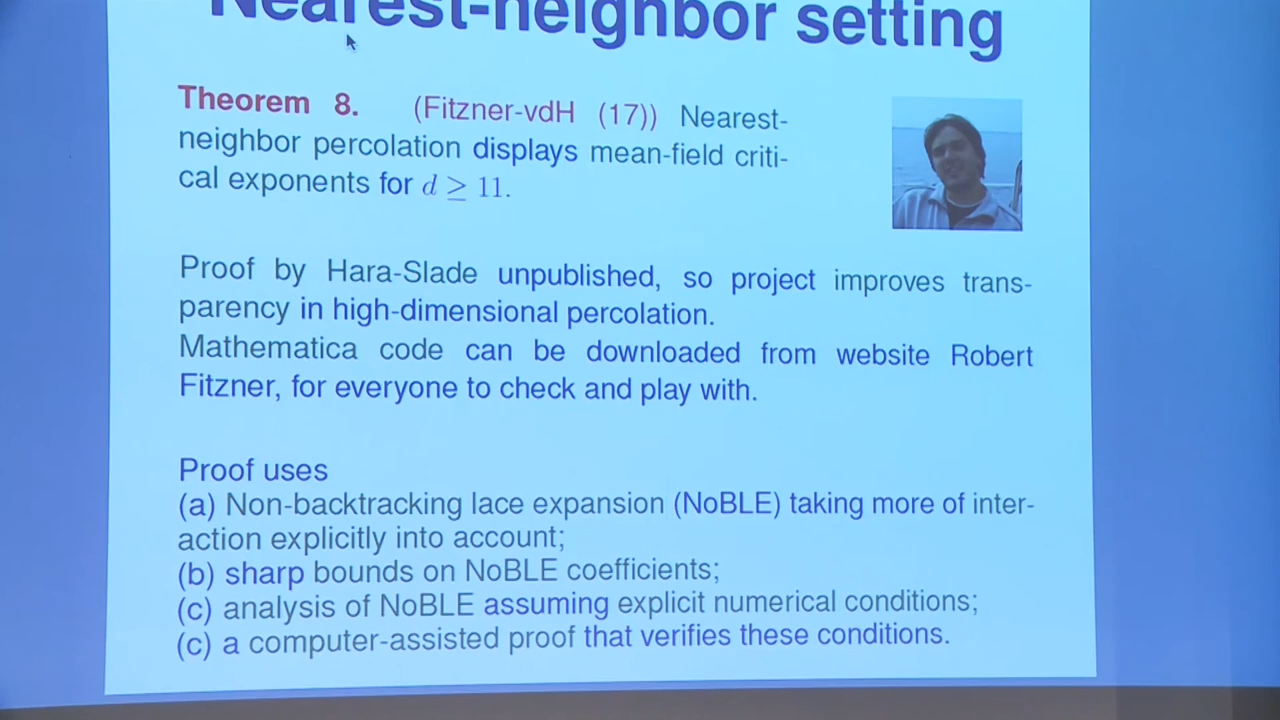 Nearest-neighbor setting
Theorem 8. (Fitzner-vdH (17)) Nearest-
neighbor percolation displays mean-field criti-
cal exponents for d ≥ 11.
Proof by Hara-Slade unpublished, so project improves trans-
parency in high-dimensional percolation.
Mathematica code can be downloaded from website Robert
Fitzner, for everyone to check and play with.
Proof uses
(a) Non-backtracking lace expansion (NoBLE) taking more of inter-
action explicitly into account;
(b) sharp bounds on NoBLE coefficients;
(c) analysis of NoBLE assuming explicit numerical conditions;
(c) a computer-assisted proof that verifies these conditions.